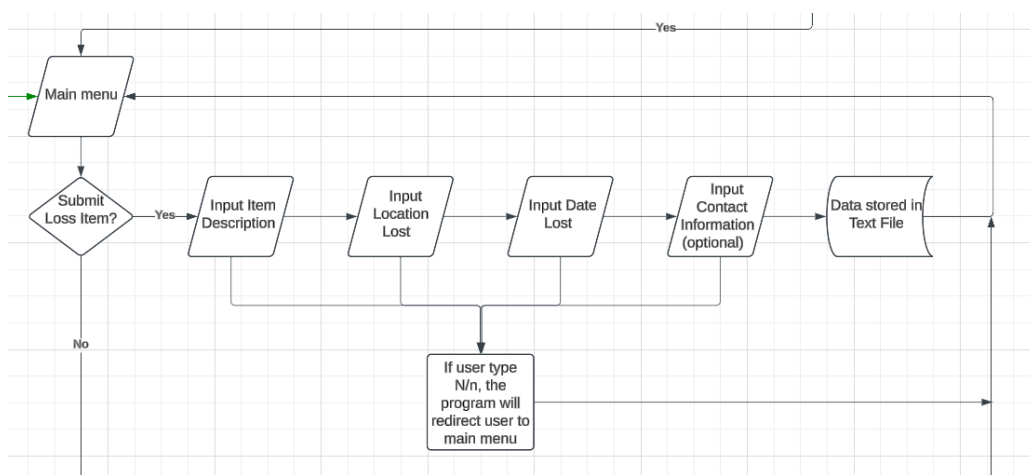 Yes
Main menu
Submit
Loss Item?
Yes
Input Item
Description
Input
Location
Lost
Input Date
Lost
Input
Contact
Information
(optional)
Data stored in
Text File
No
If user type
N/n, the
program will
redirect user to
main menu